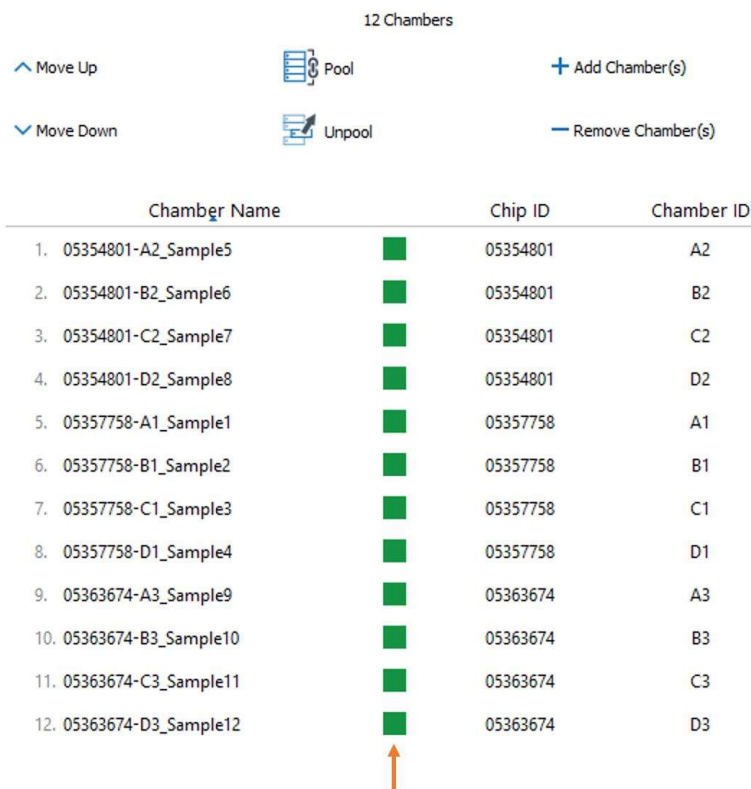 12 Chambers
Move Up Pool Add Chamber(s)
Move Down Unpool Remove Chamber(s)
Chamber Name Chip ID Chamber ID
1. 05354801-A2_Sample5 05354801 A2
2. 05354801-B2_Sample6 05354801 B2
3. 05354801-C2_Sample7 05354801 C2
4. 05354801-D2_Sample8 05354801 D2
5. 05357758-A1_Sample1 05357758 A1
6. 05357758-B1_Sample2 05357758 B1
7. 05357758-C1_Sample3 05357758 C1
8. 05357758-D1_Sample4 05357758 D1
9. 05363674-A3_Sample9 05363674 A3
10. 05363674-B3_Sample10 05363674 B3
11. 05363674-C3_Sample11 05363674 C3
12. 05363674-D3_Sample12 05363674 D3